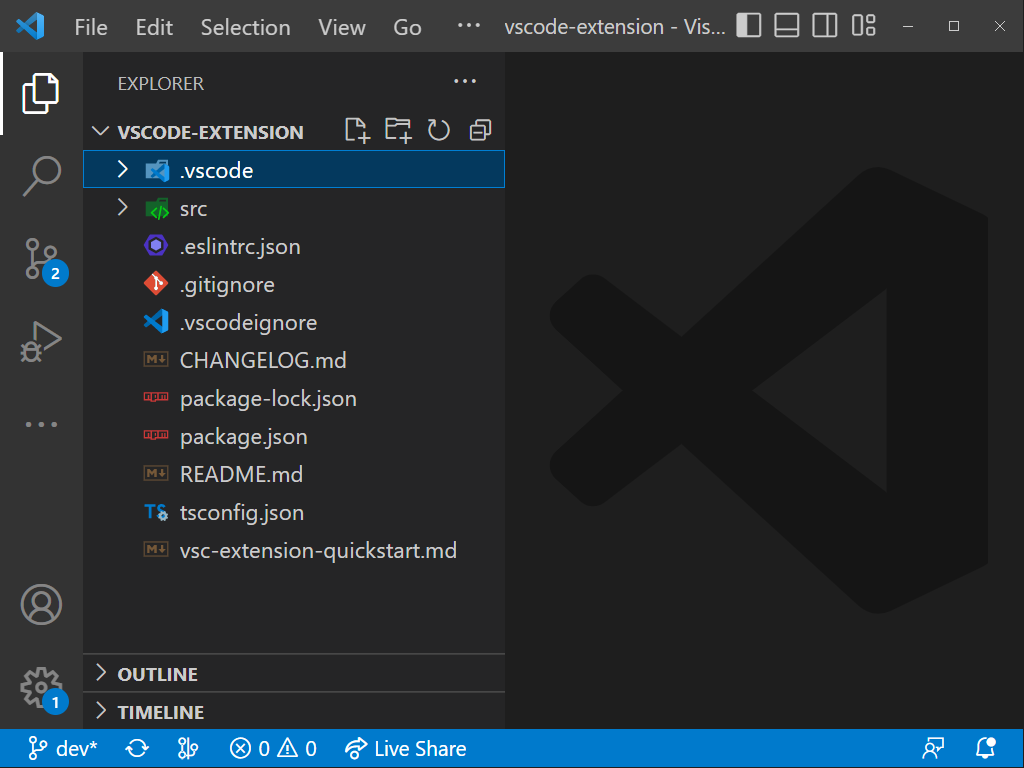 File Edit Selection View Go ··· vscode-extension - Vis...
EXPLORER
VSCODE-EXTENSION
.vscode
src
.eslintrc.json
.gitignore
.vscodeignore
CHANGELOG.md
package-lock.json
package.json
README.md
TS tsconfig.json
vsc-extension-quickstart.md
2
1
OUTLINE
TIMELINE
dev* 0 0 Live Share